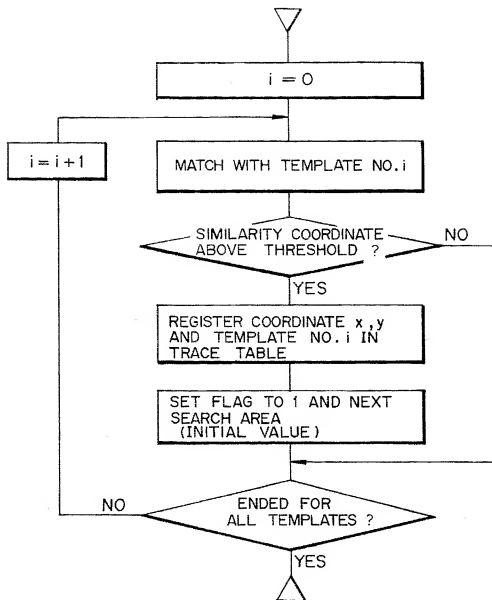 i = 0
i = i + 1
MATCH WITH TEMPLATE NO. i
SIMILARITY COORDINATE
ABOVE THRESHOLD ?
NO
YES
REGISTER COORDINATE x, y
AND TEMPLATE NO. i IN
TRACE TABLE
SET FLAG TO 1 AND NEXT
SEARCH AREA
(INITIAL VALUE)
NO
ENDED FOR
ALL TEMPLATES ?
YES